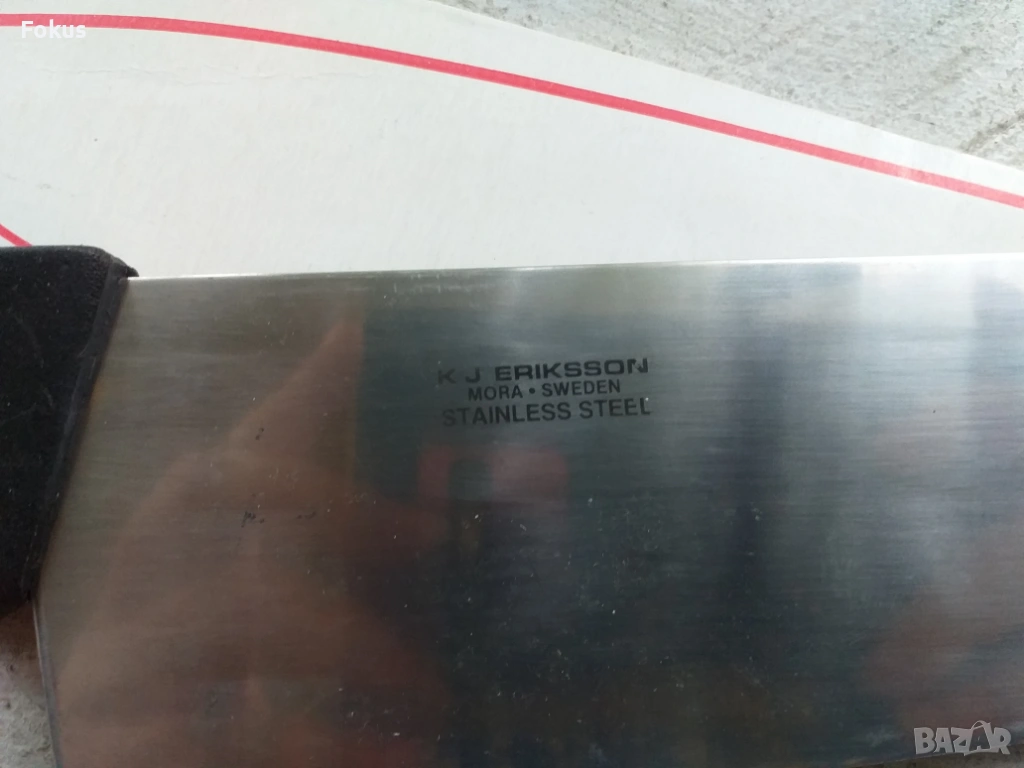 Fokus
K J ERIKSSON
MORA • SWEDEN
STAINLESS STEEL
BAZAR